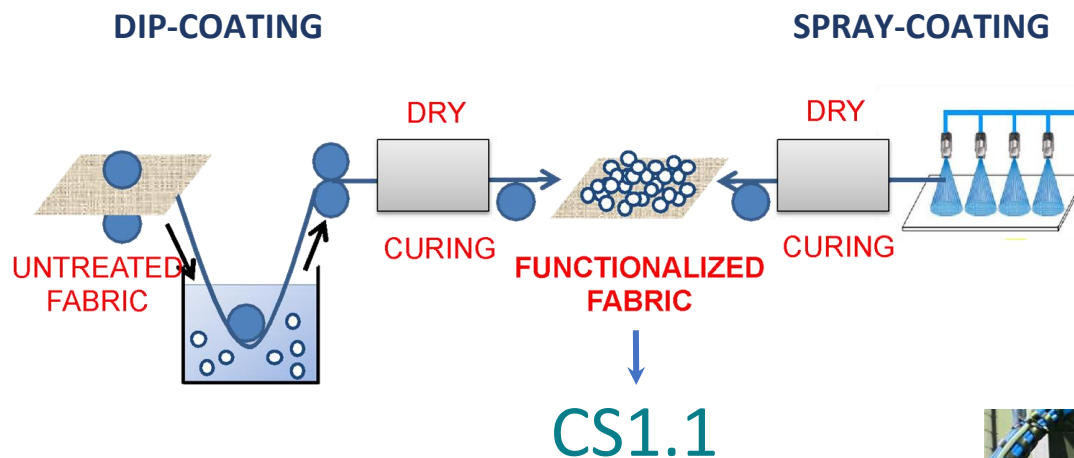 DIP-COATING
SPRAY-COATING
DRY
DRY
UNTREATED
FABRIC
CURING
FUNCTIONALIZED
FABRIC
CURING
CS1.1